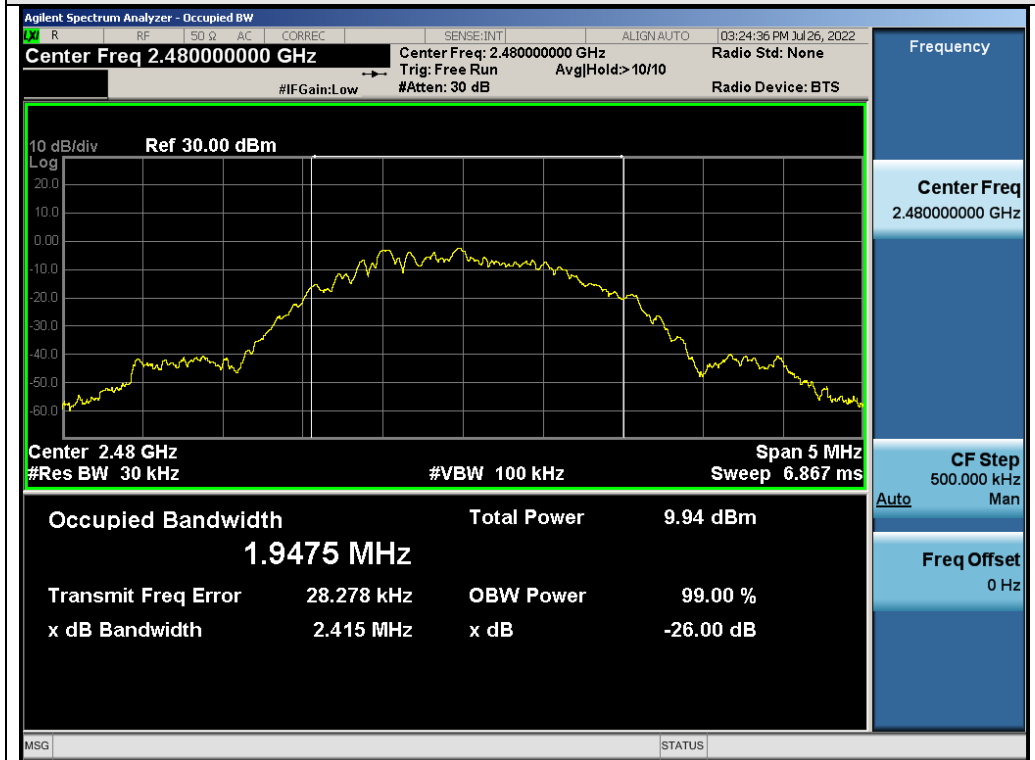 Agilent Spectrum Analyzer - Occupied BW
LXI R RF 50 Ω AC CORREC SENSE:INT ALIGN AUTO 03:24:36 PM Jul 26, 2022
Center Freq 2.480000000 GHz Center Freq: 2.480000000 GHz Radio Std: None
Trig: Free Run Avg|Hold:> 10/10
#IFGain:Low #Atten: 30 dB Radio Device: BTS
10 dB/div Ref 30.00 dBm
Log
20.0
10.0
0.00
-10.0
-20.0
-30.0
-40.0
-50.0
-60.0
Center 2.48 GHz Span 5 MHz
#Res BW 30 kHz #VBW 100 kHz Sweep 6.867 ms
Occupied Bandwidth Total Power 9.94 dBm
1.9475 MHz
Transmit Freq Error 28.278 kHz OBW Power 99.00 %
x dB Bandwidth 2.415 MHz x dB -26.00 dB
MSG STATUS
Frequency
Center Freq
2.480000000 GHz
CF Step
500.000 kHz
Auto Man
Freq Offset
0 Hz